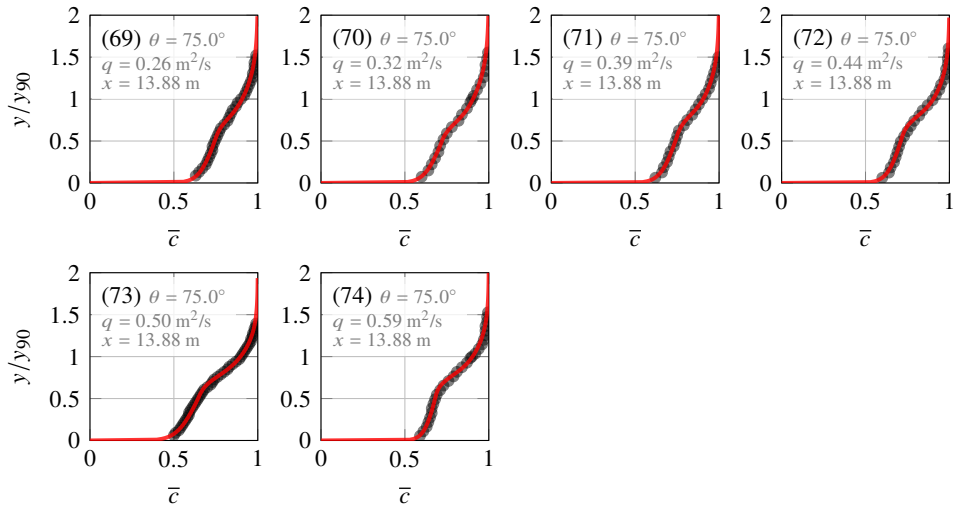 2 2 2 2
(69) θ = 75.0° (70) θ = 75.0° (71) θ = 75.0° (72) θ = 75.0°
1.5 1.5 1.5 1.5
q = 0.26 m²/s q = 0.32 m²/s q = 0.39 m²/s q = 0.44 m²/s
x = 13.88 m x = 13.88 m x = 13.88 m x = 13.88 m
y/y₉₀
1 1 1 1
0.5 0.5 0.5 0.5
0 0 0 0
0 0.5 1 0 0.5 1 0 0.5 1 0 0.5 1
c̅ c̅ c̅ c̅
2 2
(73) θ = 75.0° (74) θ = 75.0°
1.5 1.5
q = 0.50 m²/s q = 0.59 m²/s
x = 13.88 m x = 13.88 m
y/y₉₀
1 1
0.5 0.5
0 0
0 0.5 1 0 0.5 1
c̅ c̅